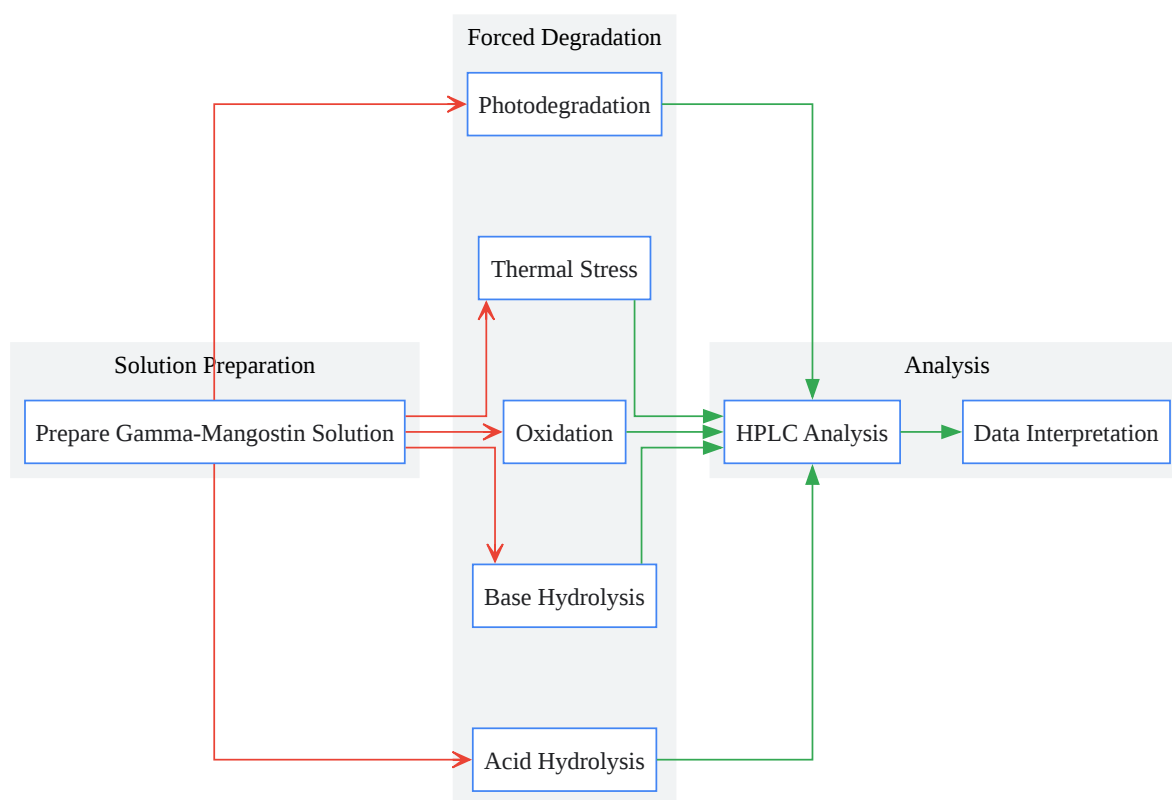 Forced Degradation
Photodegradation
Thermal Stress
Solution Preparation
Analysis
Prepare Gamma-Mangostin Solution
Oxidation
HPLC Analysis
Data Interpretation
Base Hydrolysis
Acid Hydrolysis